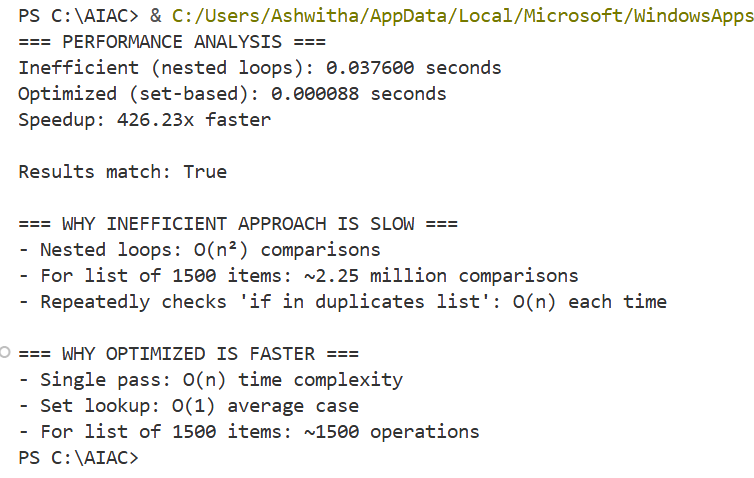 PS C:\AIAC> & C:/Users/Ashwitha/AppData/Local/Microsoft/WindowsApps
=== PERFORMANCE ANALYSIS ===
Inefficient (nested loops): 0.037600 seconds
Optimized (set-based): 0.000088 seconds
Speedup: 426.23x faster
Results match: True
=== WHY INEFFICIENT APPROACH IS SLOW ===
- Nested loops: O(n²) comparisons
- For list of 1500 items: ~2.25 million comparisons
- Repeatedly checks 'if in duplicates list': O(n) each time
=== WHY OPTIMIZED IS FASTER ===
- Single pass: O(n) time complexity
- Set lookup: O(1) average case
- For list of 1500 items: ~1500 operations
PS C:\AIAC>